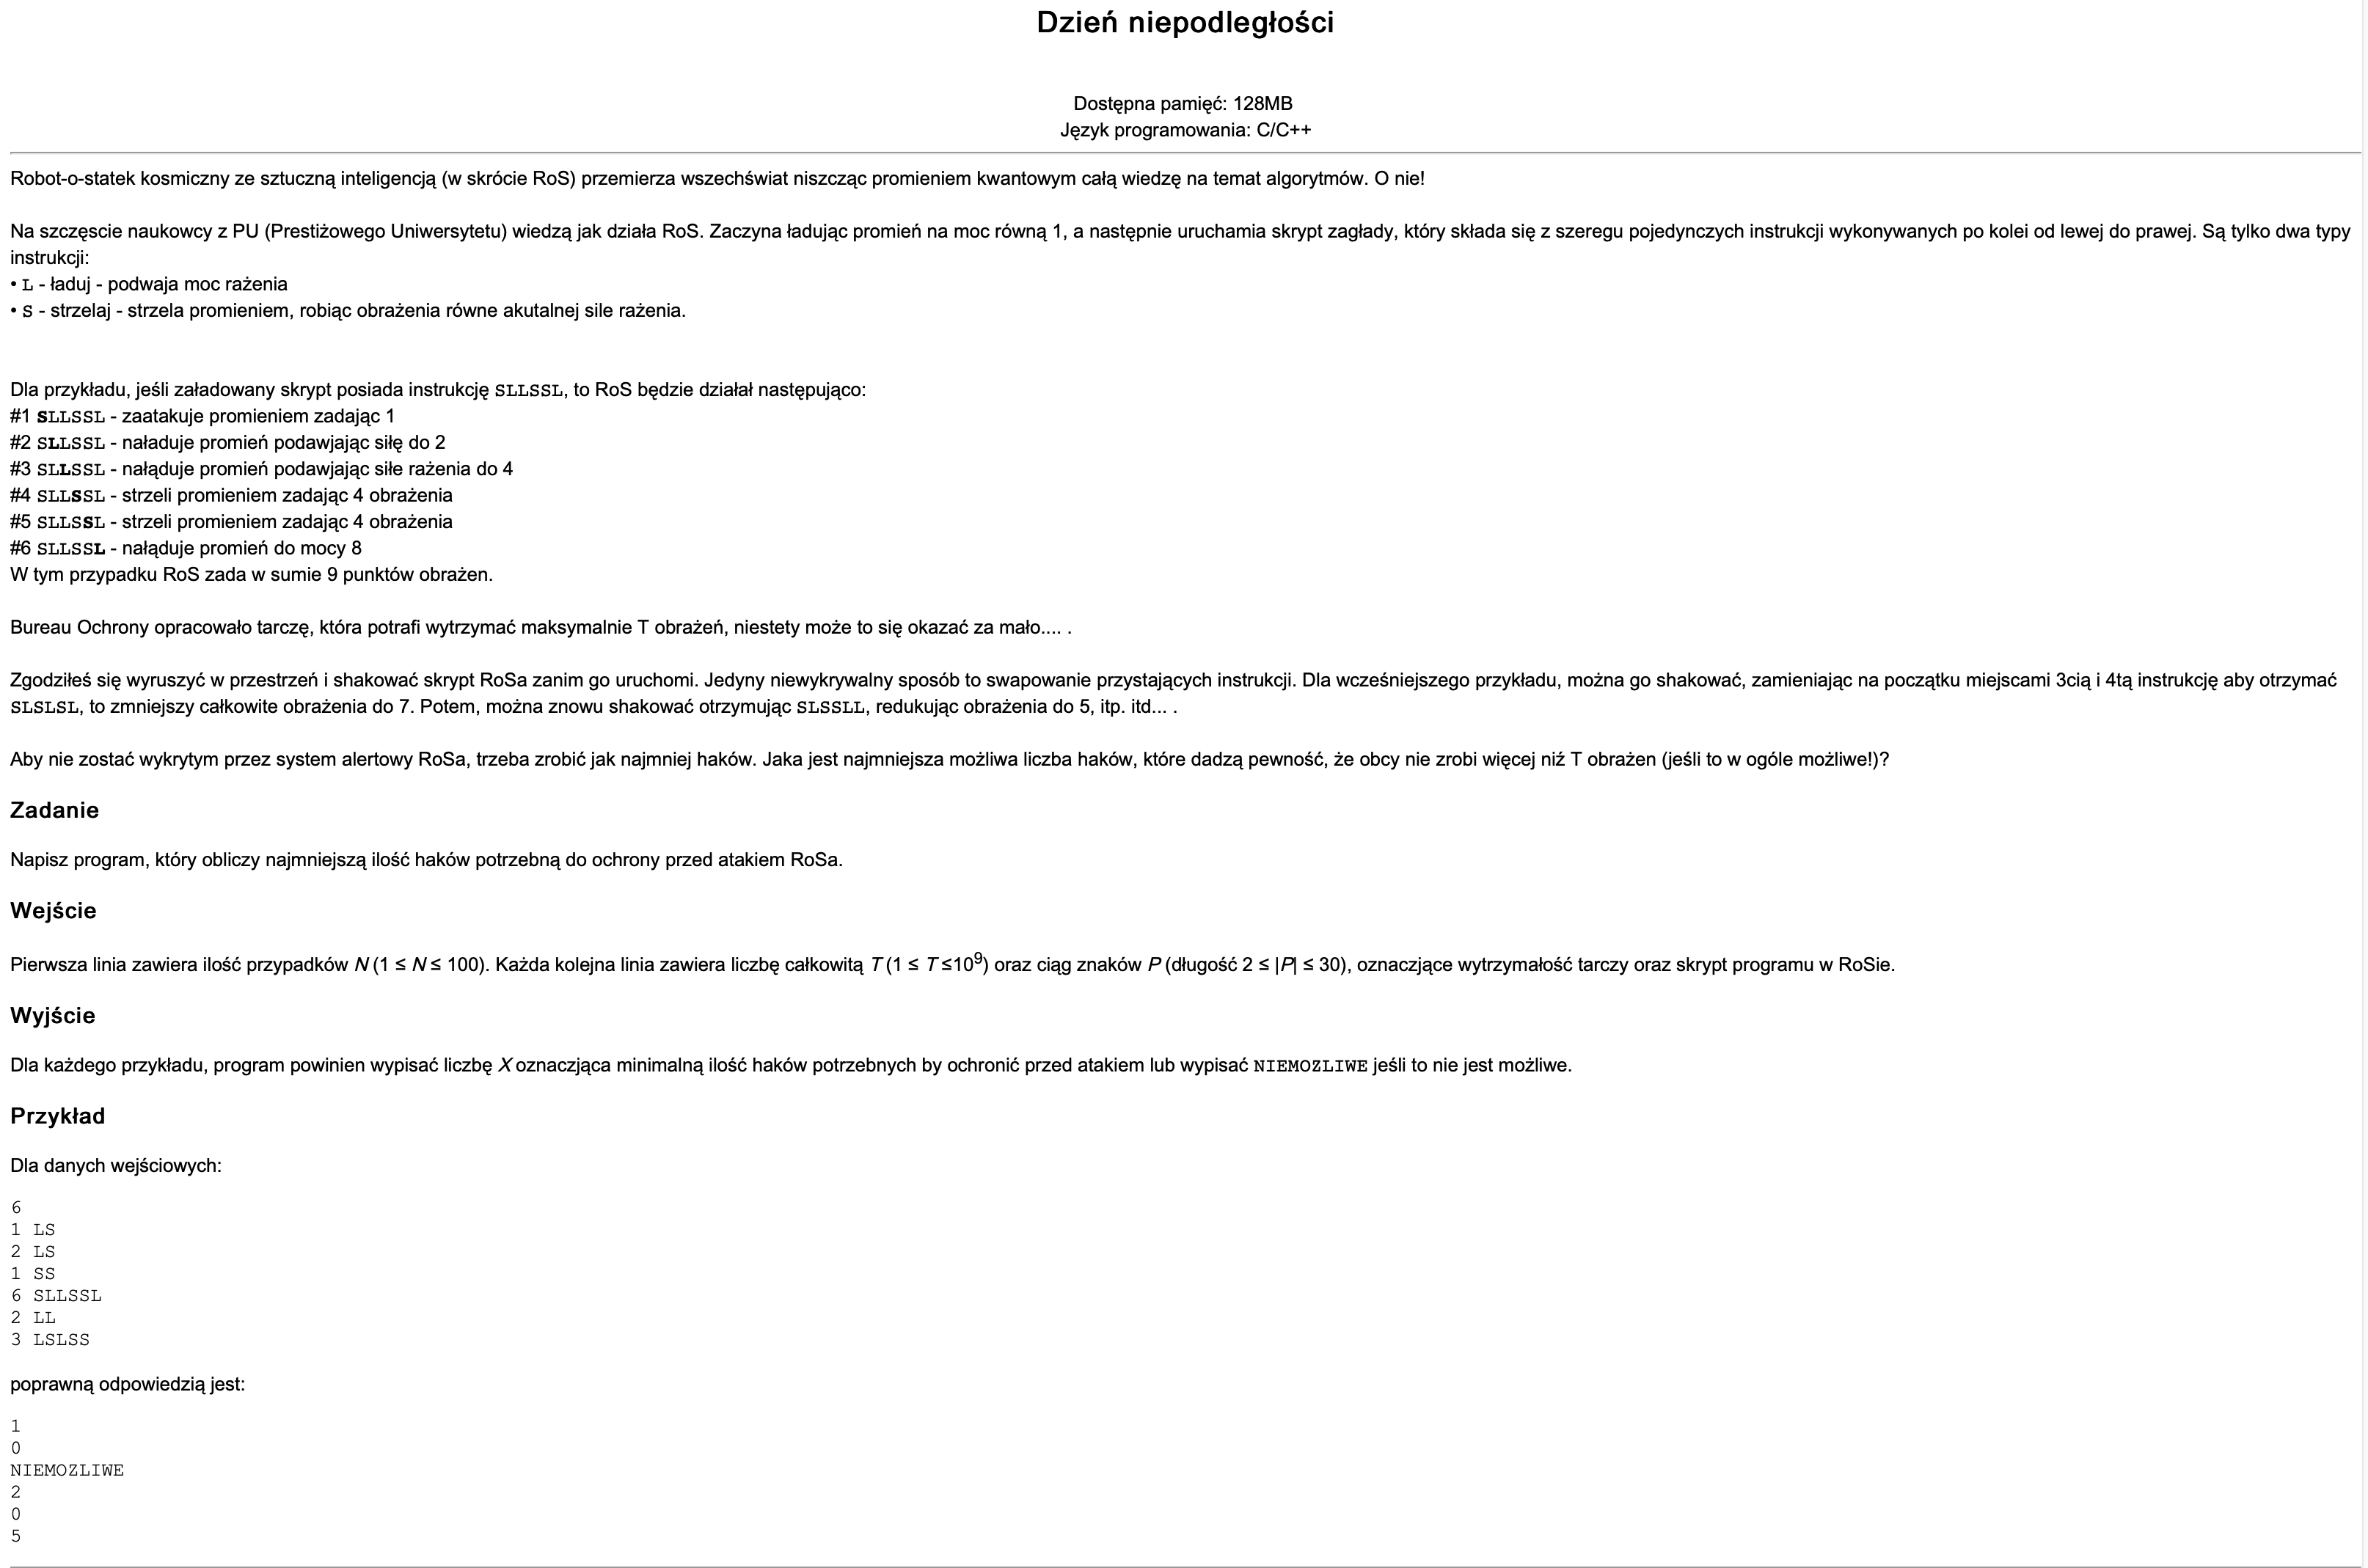 Dzień niepodległości
Dostępna pamięć: 128MB
Język programowania: C/C++
Robot-o-statek kosmiczny ze sztuczną inteligencją (w skrócie RoS) przemierza wszechświat niszcząc promieniem kwantowym całą wiedzę na temat algorytmów. O nie!
Na szczęscie naukowcy z PU (Prestiżowego Uniwersytetu) wiedzą jak działa RoS. Zaczyna ładując promień na moc równą 1, a następnie uruchamia skrypt zagłady, który składa się z szeregu pojedynczych instrukcji wykonywanych po kolei od lewej do prawej. Są tylko dwa typy
instrukcji:
• L - ładuj - podwaja moc rażenia
• S - strzelaj - strzela promieniem, robiąc obrażenia równe akutalnej sile rażenia.
Dla przykładu, jeśli załadowany skrypt posiada instrukcję SLLSSL, to RoS będzie działał następująco:
#1 SLLSSL - zaatakuje promieniem zadając 1
#2 SLLSSL - naładuje promień podawjając siłę do 2
#3 SLLSSL - nałąduje promień podawjając siłe rażenia do 4
#4 SLLSSL - strzeli promieniem zadając 4 obrażenia
#5 SLLSSL - strzeli promieniem zadając 4 obrażenia
#6 SLLSSL - nałąduje promień do mocy 8
W tym przypadku RoS zada w sumie 9 punktów obrażen.
Bureau Ochrony opracowało tarczę, która potrafi wytrzymać maksymalnie T obrażeń, niestety może to się okazać za mało.... .
Zgodziłeś się wyruszyć w przestrzeń i shakować skrypt RoSa zanim go uruchomi. Jedyny niewykrywalny sposób to swapowanie przystających instrukcji. Dla wcześniejszego przykładu, można go shakować, zamieniając na początku miejscami 3cią i 4tą instrukcję aby otrzymać
SLSLSL, to zmniejszy całkowite obrażenia do 7. Potem, można znowu shakować otrzymując SLSSLL, redukując obrażenia do 5, itp. itd... .
Aby nie zostać wykrytym przez system alertowy RoSa, trzeba zrobić jak najmniej haków. Jaka jest najmniejsza możliwa liczba haków, które dadzą pewność, że obcy nie zrobi więcej niż T obrażen (jeśli to w ogóle możliwe!)?
Zadanie
Napisz program, który obliczy najmniejszą ilość haków potrzebną do ochrony przed atakiem RoSa.
Wejście
Pierwsza linia zawiera ilość przypadków N (1 ≤ N ≤ 100). Każda kolejna linia zawiera liczbę całkowitą T (1 ≤ T ≤10⁹) oraz ciąg znaków P (długość 2 ≤ |P| ≤ 30), oznaczjące wytrzymałość tarczy oraz skrypt programu w RoSie.
Wyjście
Dla każdego przykładu, program powinien wypisać liczbę X oznaczjąca minimalną ilość haków potrzebnych by ochronić przed atakiem lub wypisać NIEMOZLIWE jeśli to nie jest możliwe.
Przykład
Dla danych wejściowych:
6
1 LS
2 LS
1 SS
6 SLLSSL
2 LL
3 LSLSS
poprawną odpowiedzią jest:
1
0
NIEMOZLIWE
2
0
5